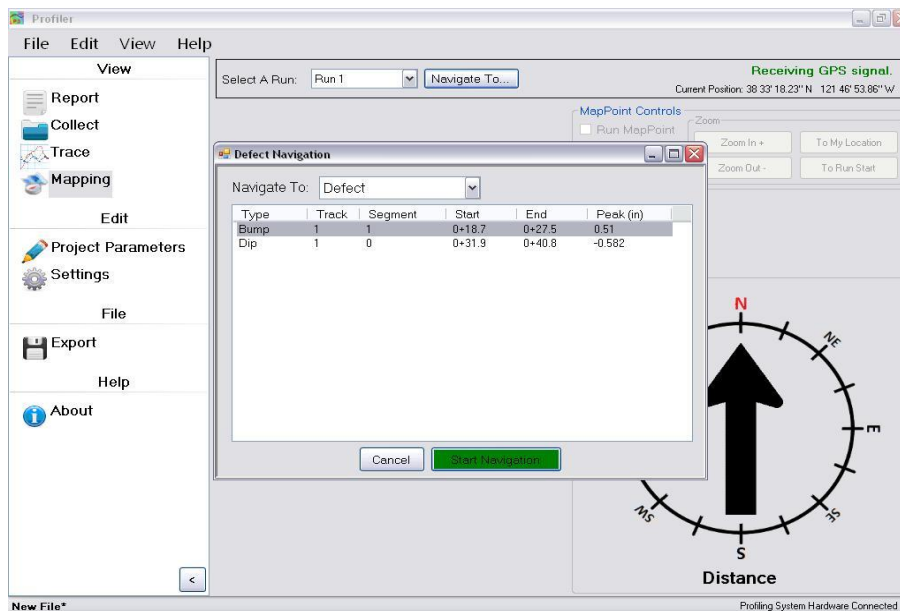 Profiler
File Edit View Help
View
Report
Collect
Trace
Mapping
Edit
Project Parameters
Settings
File
Export
Help
About
<
New File*
Select A Run: Run 1 Navigate To...
Receiving GPS signal.
Current Position: 38 33' 18.23" N 121 46' 53.86" W
MapPoint Controls
Run MapPoint
Zoom
Zoom In + To My Location
Zoom Out - To Run Start
Defect Navigation
Navigate To: Defect
Type Track Segment Start End Peak (in)
Bump 1 1 0+18.7 0+27.5 0.51
Dip 1 0 0+31.9 0+40.8 -0.582
Cancel Start Navigation
N
NE
E
SE
S
SW
Distance
Profiling System Hardware Connected